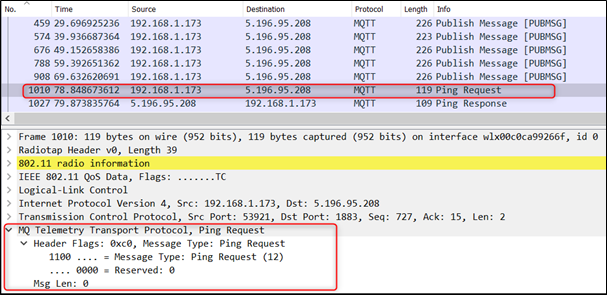 No. Time Source Destination Protocol Length Info
459 29.696925236 192.168.1.173 5.196.95.208 MQTT 226 Publish Message [PUBMSG]
574 39.936687364 192.168.1.173 5.196.95.208 MQTT 223 Publish Message [PUBMSG]
676 49.152658386 192.168.1.173 5.196.95.208 MQTT 226 Publish Message [PUBMSG]
788 59.392651362 192.168.1.173 5.196.95.208 MQTT 226 Publish Message [PUBMSG]
908 69.632620691 192.168.1.173 5.196.95.208 MQTT 226 Publish Message [PUBMSG]
1010 78.848673612 192.168.1.173 5.196.95.208 MQTT 119 Ping Request
1027 79.873835764 5.196.95.208 192.168.1.173 MQTT 109 Ping Response
Frame 1010: 119 bytes on wire (952 bits), 119 bytes captured (952 bits) on interface wlx00c0ca99266f, id 0
Radiotap Header v0, Length 39
802.11 radio information
IEEE 802.11 QoS Data, Flags: .......TC
Logical-Link Control
Internet Protocol Version 4, Src: 192.168.1.173, Dst: 5.196.95.208
Transmission Control Protocol, Src Port: 53921, Dst Port: 1883, Seq: 727, Ack: 15, Len: 2
MQ Telemetry Transport Protocol, Ping Request
Header Flags: 0xc0, Message Type: Ping Request
1100 .... = Message Type: Ping Request (12)
.... 0000 = Reserved: 0
Msg Len: 0